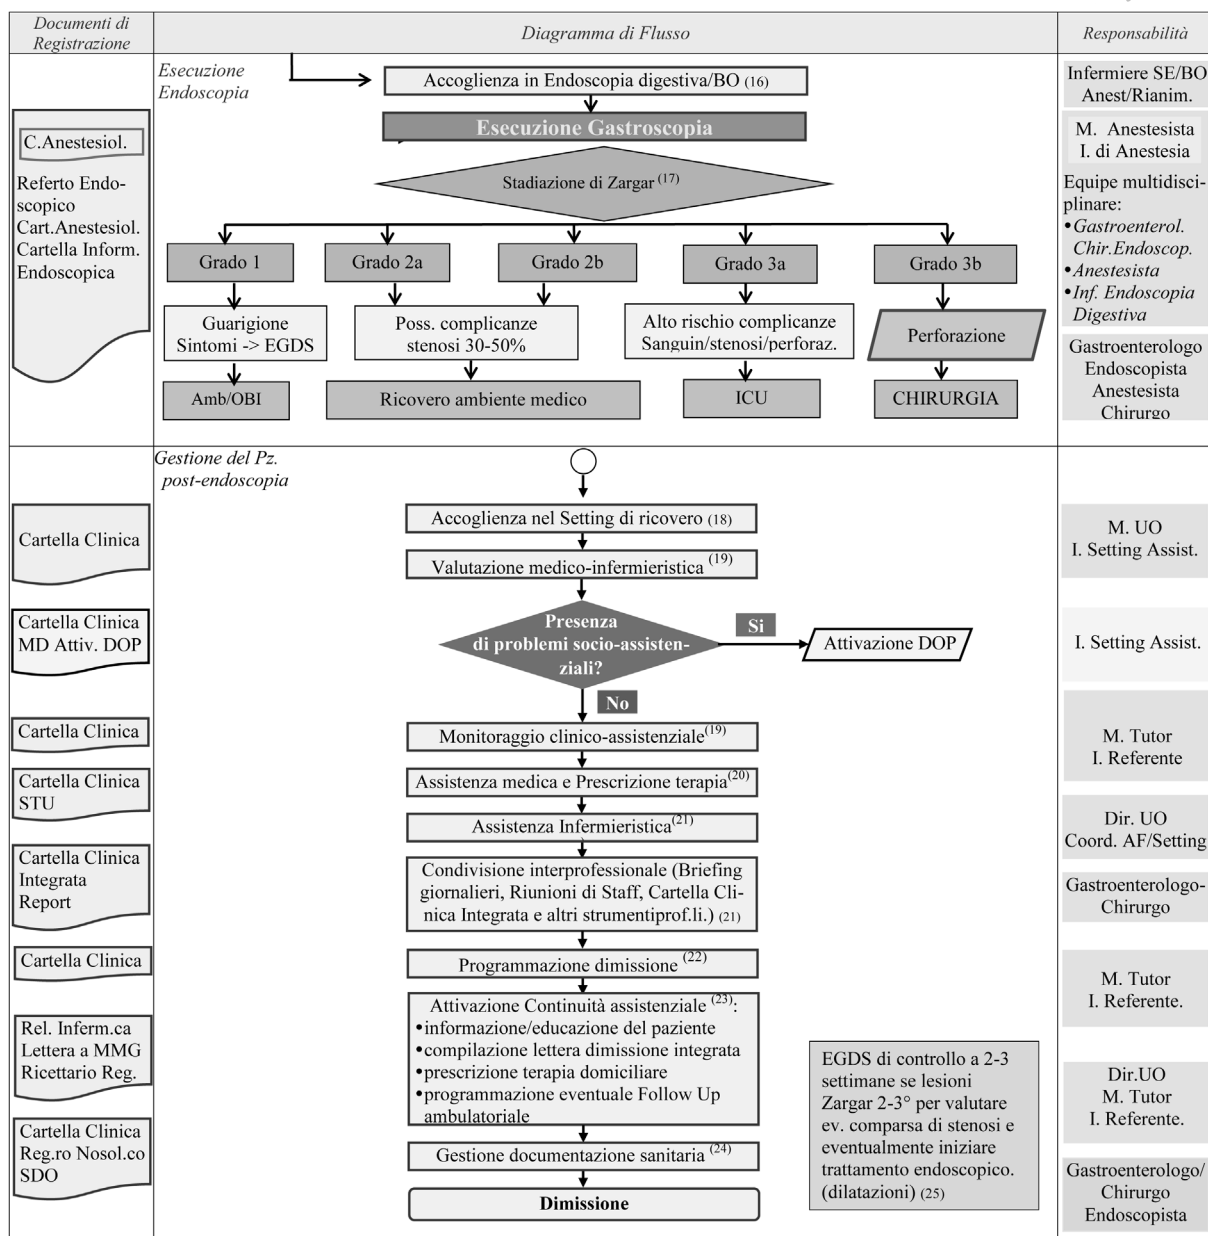 Documenti di
Registrazione
Diagramma di Flusso
Responsabilità
Esecuzione
Endoscopia
Accoglienza in Endoscopia digestiva/BO (16)
Esecuzione Gastroscopia
Stadiazione di Zargar (17)
Grado 1
Grado 2a
Grado 2b
Grado 3a
Grado 3b
Guarigione
Sintomi -> EGDS
Poss. complicanze
stenosi 30-50%
Alto rischio complicanze
Sanguin/stenosi/perforaz.
Perforazione
Amb/OBI
Ricovero ambiente medico
ICU
CHIRURGIA
C.Anestesiol.
Referto Endo-
scopico
Cart.Anestesiol.
Cartella Inform.
Endoscopica
Infermiere SE/BO
Anest/Rianim.
M. Anestesista
I. di Anestesia
Equipe multidisci-
plinare:
•Gastroenterol.
Chir.Endoscop.
•Anestesista
•Inf. Endoscopia
Digestiva
Gastroenterologo
Endoscopista
Anestesista
Chirurgo
Gestione del Pz.
post-endoscopia
Accoglienza nel Setting di ricovero (18)
Valutazione medico-infermieristica (19)
Presenza
di problemi socio-assisten-
ziali?
Si
Attivazione DOP
No
Monitoraggio clinico-assistenziale(19)
Assistenza medica e Prescrizione terapia(20)
Assistenza Infermieristica(21)
Condivisione interprofessionale (Briefing
giornalieri, Riunioni di Staff, Cartella Cli-
nica Integrata e altri strumentiprof.li.) (21)
Programmazione dimissione (22)
Attivazione Continuità assistenziale (23):
•informazione/educazione del paziente
•compilazione lettera dimissione integrata
•prescrizione terapia domiciliare
•programmazione eventuale Follow Up
ambulatoriale
Gestione documentazione sanitaria (24)
Dimissione
EGDS di controllo a 2-3
settimane se lesioni
Zargar 2-3° per valutare
ev. comparsa di stenosi e
eventualmente iniziare
trattamento endoscopico.
(dilatazioni) (25)
Cartella Clinica
Cartella Clinica
MD Attiv. DOP
Cartella Clinica
Cartella Clinica
STU
Cartella Clinica
Integrata
Report
Cartella Clinica
Rel. Inferm.ca
Lettera a MMG
Ricettario Reg.
Cartella Clinica
Reg.ro Nosol.co
SDO
M. UO
I. Setting Assist.
I. Setting Assist.
M. Tutor
I. Referente
Dir. UO
Coord. AF/Setting
Gastroenterologo-
Chirurgo
M. Tutor
I. Referente.
Dir.UO
M. Tutor
I. Referente.
Gastroenterologo/
Chirurgo
Endoscopista